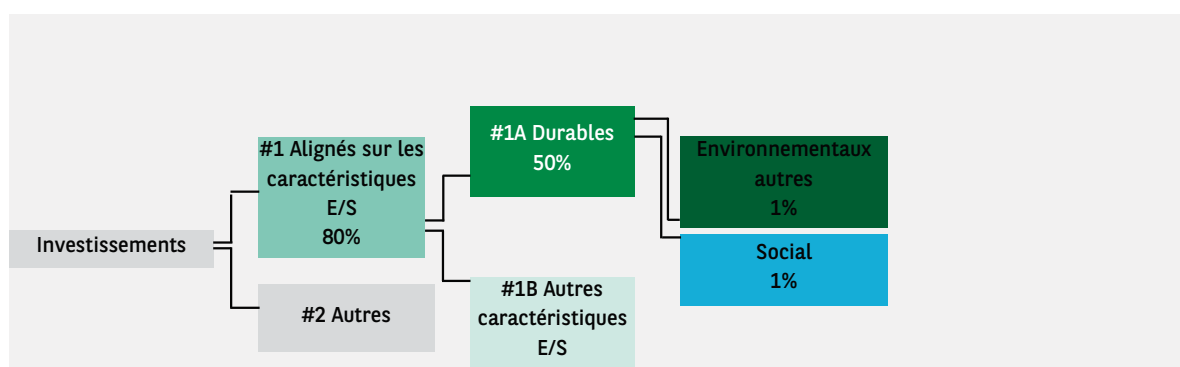 Investissements
#1 Alignés sur les
caractéristiques
E/S
80%
#2 Autres
#1A Durables
50%
#1B Autres
caractéristiques
E/S
Environnementaux
autres
1%
Social
1%